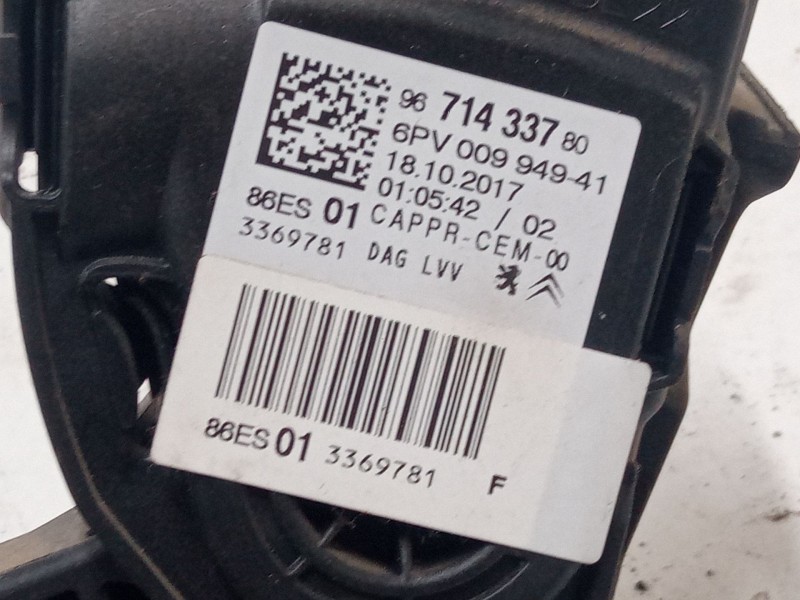 96 714 337 80
6PV 009 949-41
18.10.2017
01:05:42 / 02
86ES 01 CAPPR-CEM-00
3369781 DAG LVV
86ES 01 3369781 F